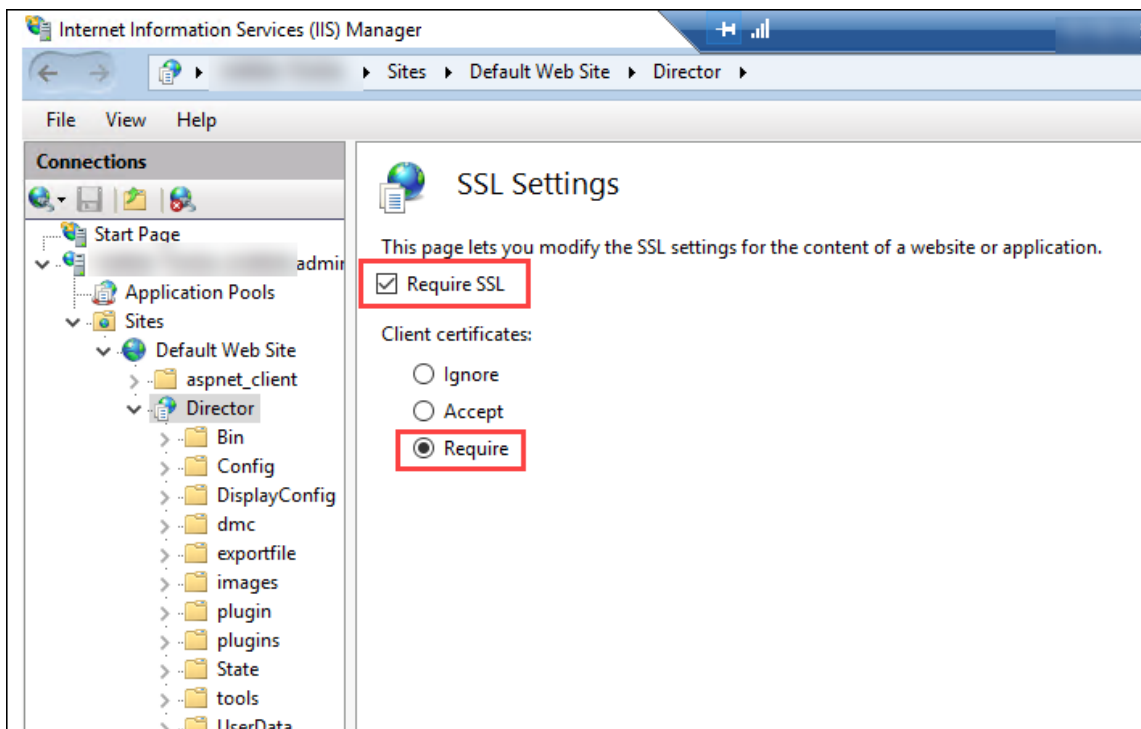 Internet Information Services (IIS) Manager
Sites Default Web Site Director
File View Help
Connections
Start Page
admin
Application Pools
Sites
Default Web Site
aspnet_client
Director
Bin
Config
DisplayConfig
dmc
exportfile
images
plugin
plugins
State
tools
UserData
SSL Settings
This page lets you modify the SSL settings for the content of a website or application.
Require SSL
Client certificates:
Ignore
Accept
Require